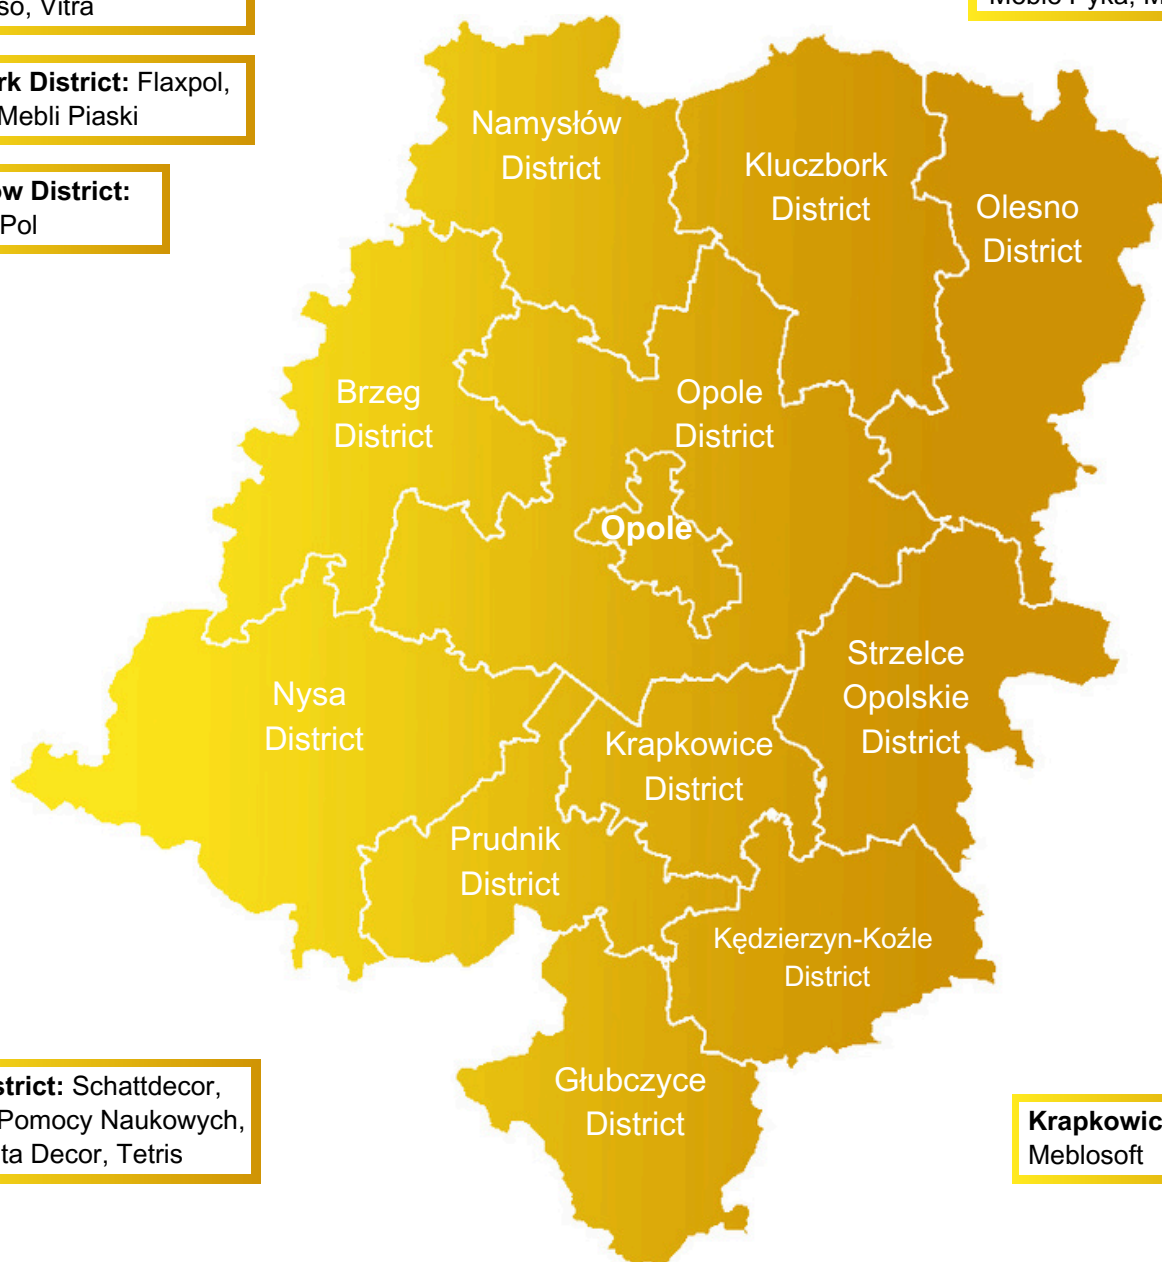 so, Vitra
rk District: Flaxpol,
Mebli Piaski
ow District:
Pol
Namysłów
District
Kluczbork
District
Olesno
District
Brzeg
District
Opole
District
Opole
Nysa
District
Strzelce
Opolskie
District
Krapkowice
District
Prudnik
District
Kędzierzyn-Koźle
District
Głubczyce
District
strict: Schattdecor,
Pomocy Naukowych,
ta Decor, Tetris
Krapkowic
Meblosoft